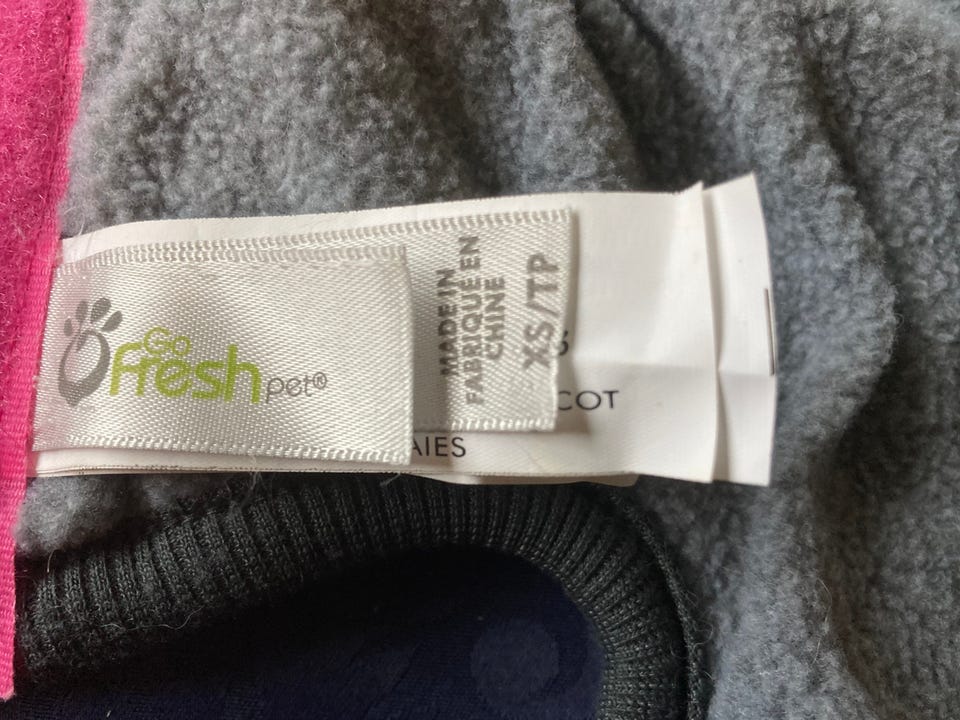 Go
fresh pet®
MADE IN
FABRIQUÉ EN
CHINE
XS/TP
COT
AIES